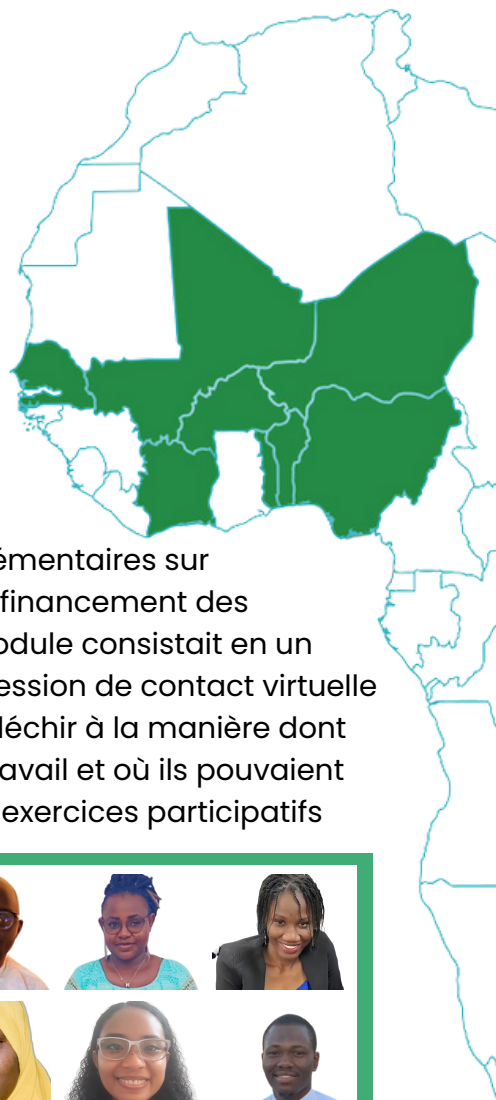 émentaires sur
financement des
odule consistait en un
ession de contact virtuelle
léchir à la manière dont
avail et où ils pouvaient
exercices participatifs